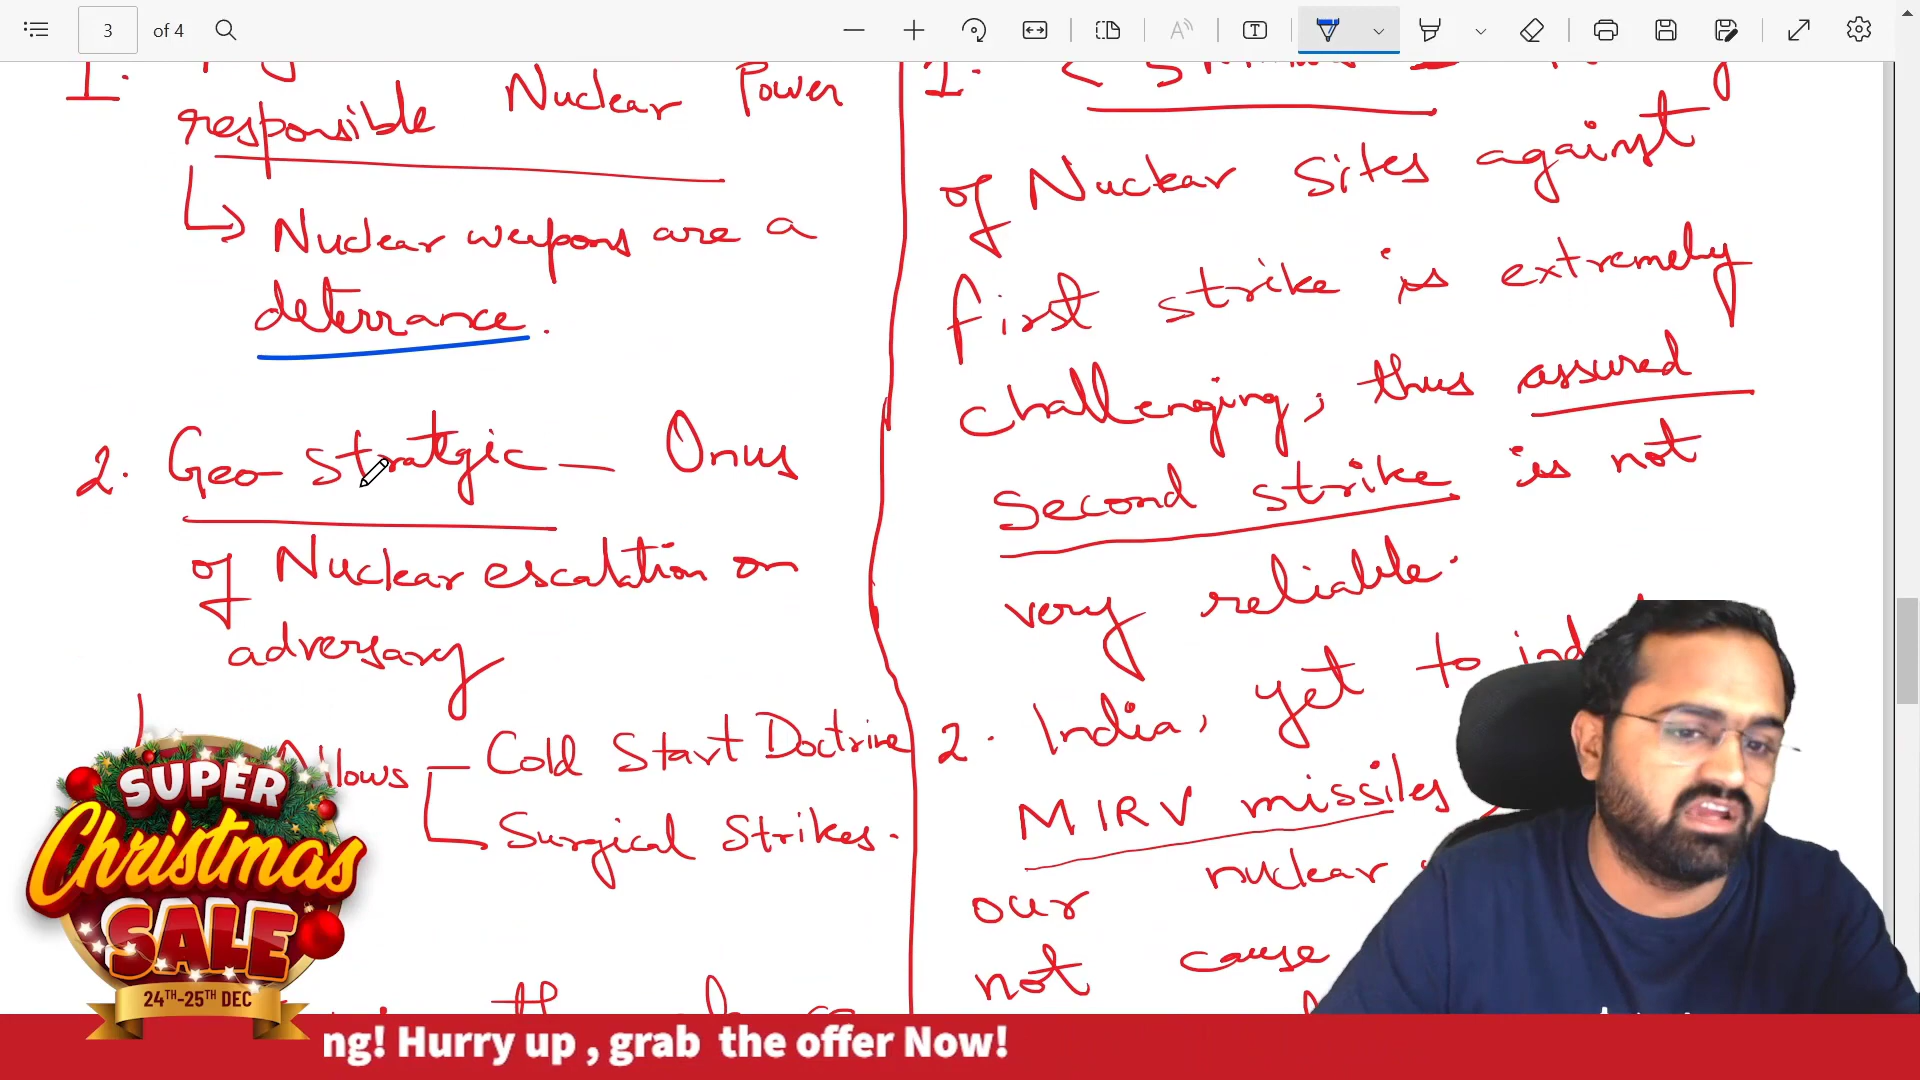 3 of 4
1.
responsible Nuclear Power
Nuclear weapons are a
deterrance.
2. Geo-Stratgic — Onus
of Nuclear escalation on
adversary
Allows — Cold Start Doctrine
Surgical Strikes.
1.
of Nuclear Sites against
first strike is extremely
challenging, thus assured
second strike is not
very reliable.
2. India, yet to
MIRV missiles
our nuclear
not cause
SUPER
Christmas
SALE
24TH-25TH DEC
ng! Hurry up , grab the offer Now!